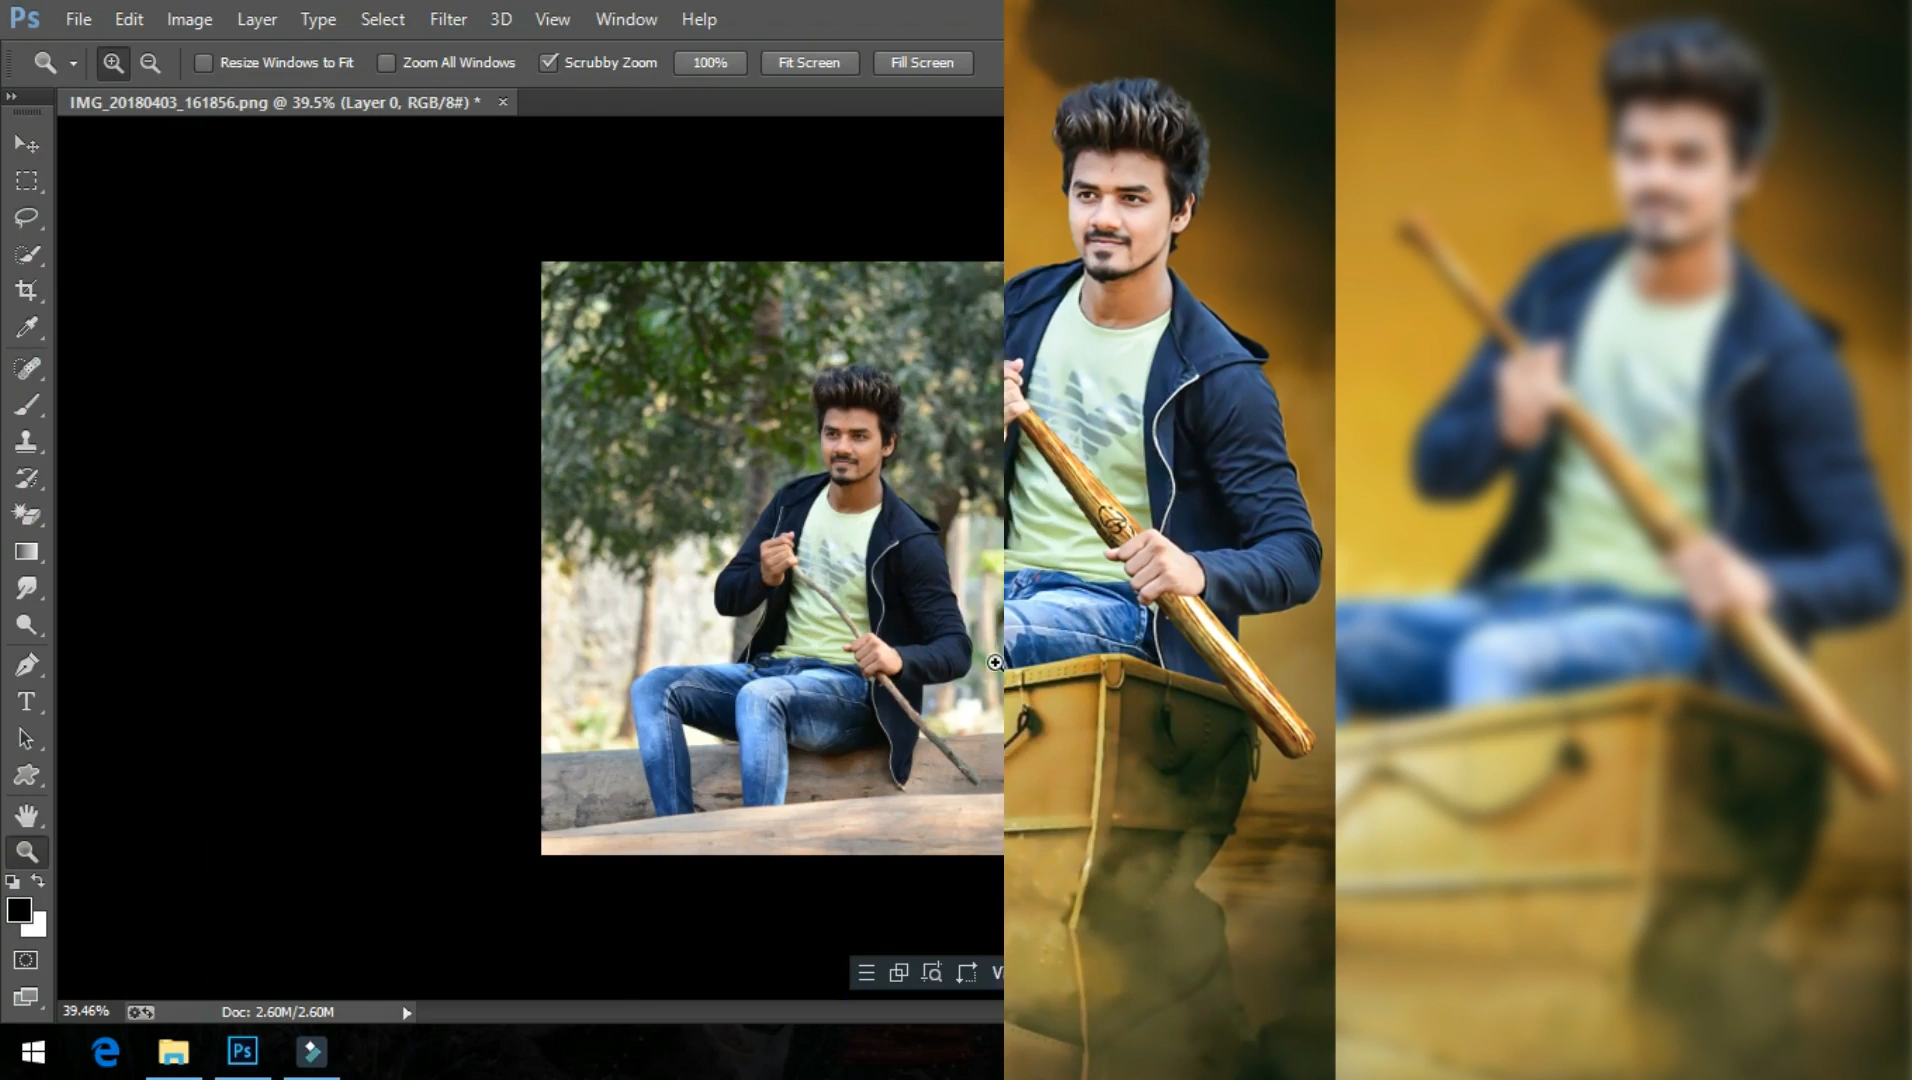 Ps File Edit Image Layer Type Select Filter 3D View Window Help
Resize Windows to Fit Zoom All Windows Scrubby Zoom 100% Fit Screen Fill Screen
IMG_20180403_161856.png @ 39.5% (Layer 0, RGB/8#) * ×
T
39.46% Doc: 2.60M/2.60M
Ps